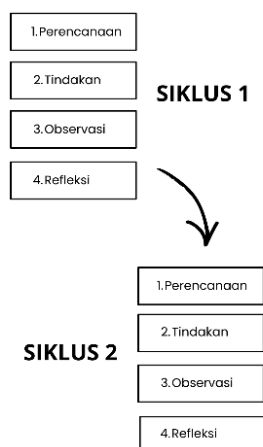 1.Perencanaan
2.Tindakan
SIKLUS 1
3.Observasi
4.Refleksi
1.Perencanaan
2.Tindakan
SIKLUS 2
3.Observasi
4.Refleksi